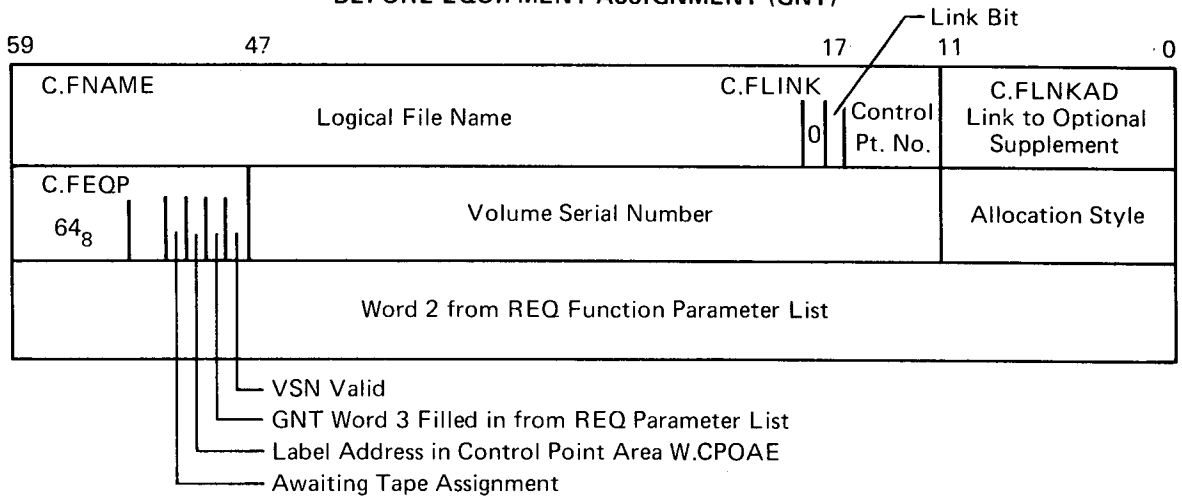 BEFORE EQUIPMENT ASSIGNMENT (GNT)
Link Bit
59 47 17 11 0
C.FNAME C.FLINK C.FLNKAD
Logical File Name 0 Control Link to Optional
Pt. No. Supplement
C.FEQP
64₈ Volume Serial Number Allocation Style
Word 2 from REQ Function Parameter List
VSN Valid
GNT Word 3 Filled in from REQ Parameter List
Label Address in Control Point Area W.CPOAE
Awaiting Tape Assignment